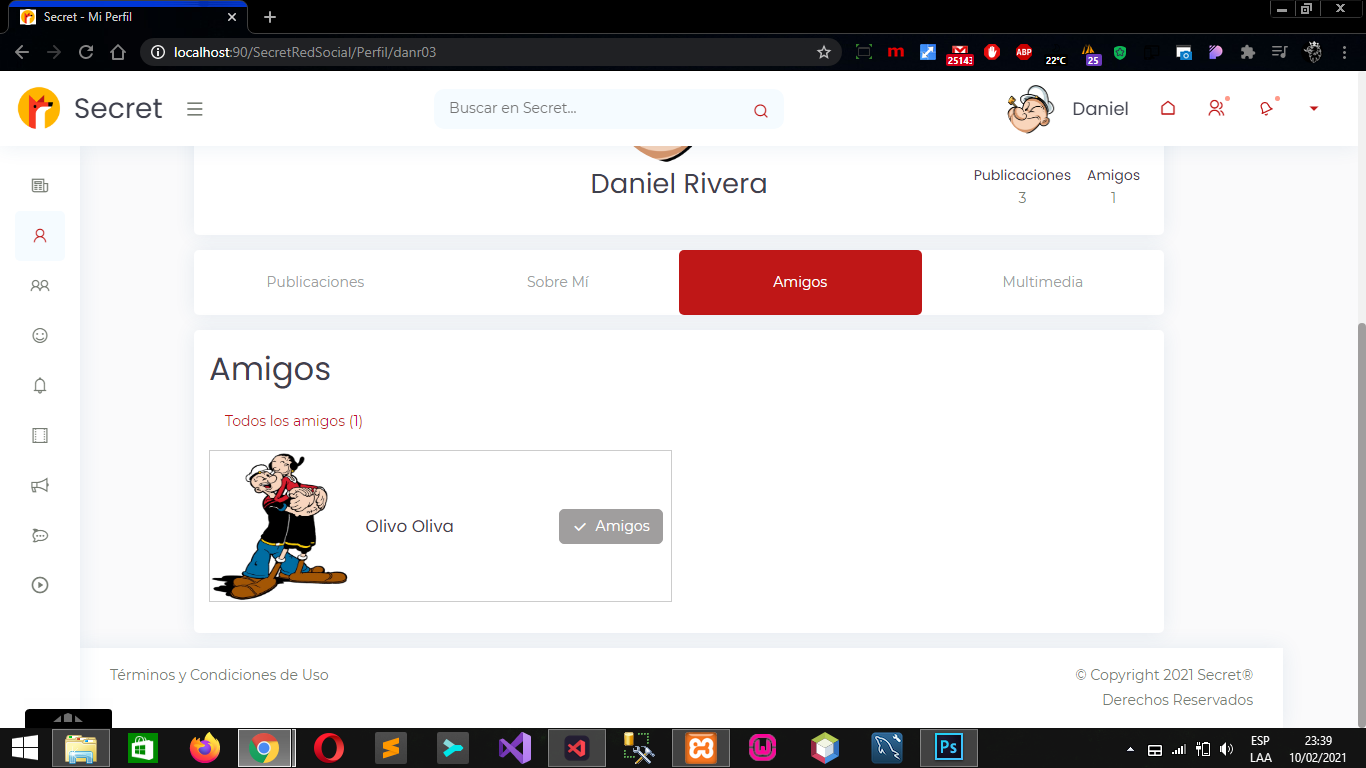 Secret - Mi Perfil
localhost:90/SecretRedSocial/Perfil/danr03
m
25143
ABP
22°C
25
Secret
Buscar en Secret...
Daniel
Daniel Rivera
Publicaciones
3
Amigos
1
Publicaciones
Sobre Mí
Amigos
Multimedia
Amigos
Todos los amigos (1)
Olivo Oliva
Amigos
Términos y Condiciones de Uso
© Copyright 2021 Secret®
Derechos Reservados
Ps
ESP
LAA
23:39
10/02/2021